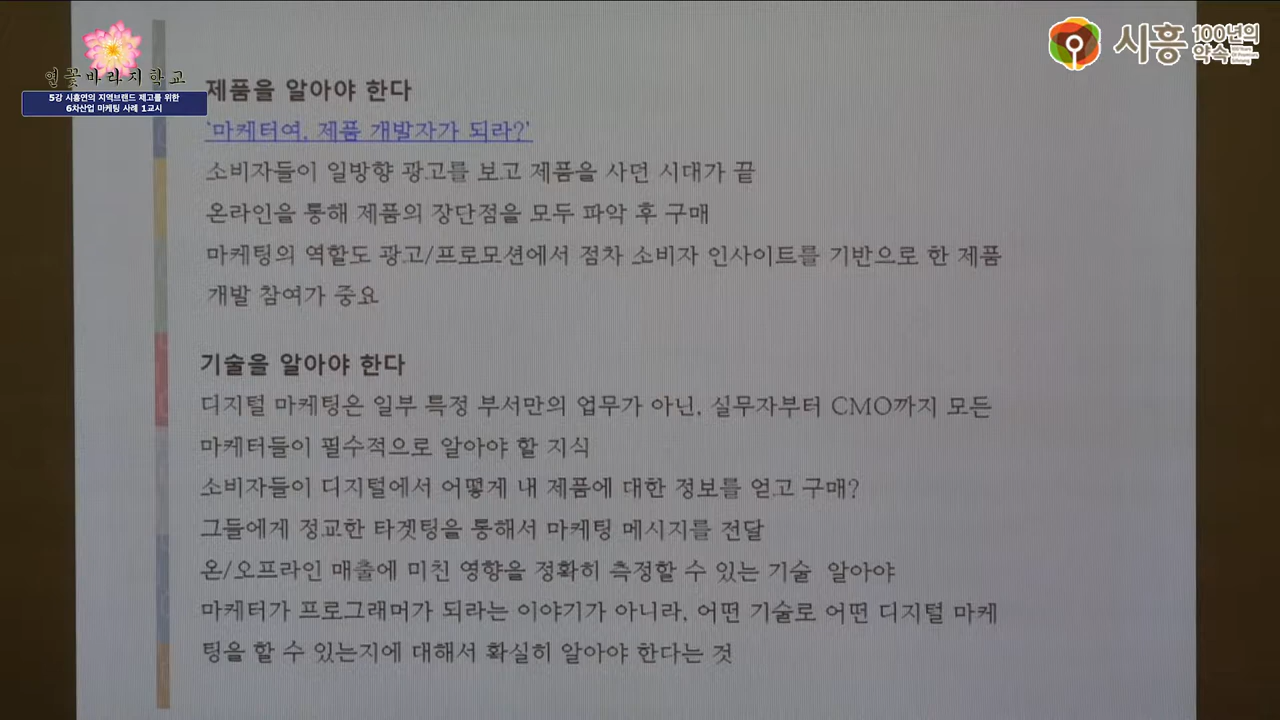 연꽃바라지학교
5강 시흥연의 지역브랜드 제고를 위한
6차산업 마케팅 사례 1교시
시흥 100년의
약속
제품을 알아야 한다
'마케터여, 제품 개발자가 되라?'
소비자들이 일방향 광고를 보고 제품을 사던 시대가 끝
온라인을 통해 제품의 장단점을 모두 파악 후 구매
마케팅의 역할도 광고/프로모션에서 점차 소비자 인사이트를 기반으로 한 제품
개발 참여가 중요
기술을 알아야 한다
디지털 마케팅은 일부 특정 부서만의 업무가 아닌, 실무자부터 CMO까지 모든
마케터들이 필수적으로 알아야 할 지식
소비자들이 디지털에서 어떻게 내 제품에 대한 정보를 얻고 구매?
그들에게 정교한 타겟팅을 통해서 마케팅 메시지를 전달
온/오프라인 매출에 미친 영향을 정확히 측정할 수 있는 기술 알아야
마케터가 프로그래머가 되라는 이야기가 아니라, 어떤 기술로 어떤 디지털 마케
팅을 할 수 있는지에 대해서 확실히 알아야 한다는 것